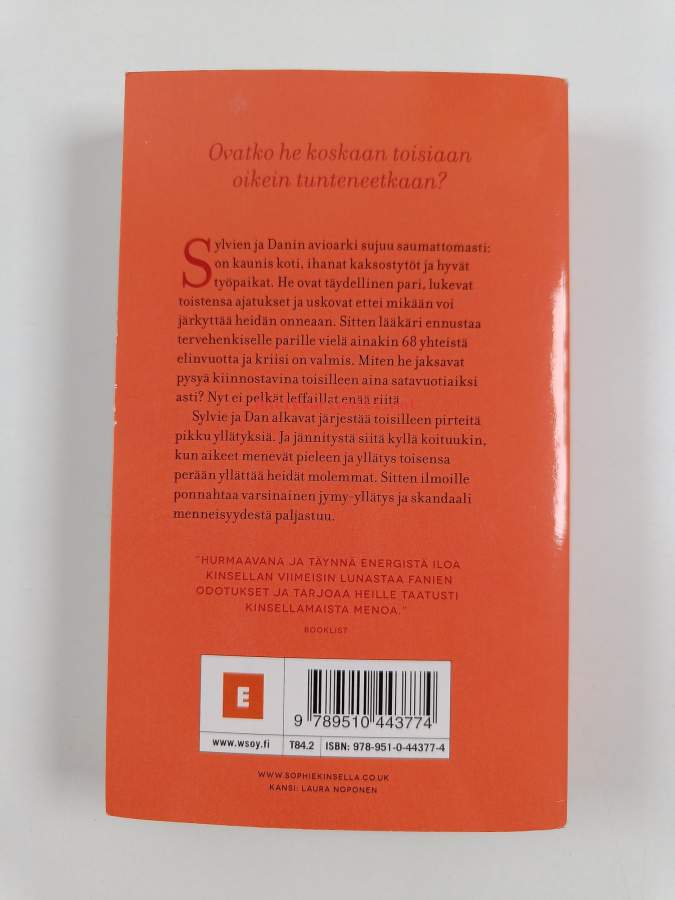 Ovatko he koskaan toisiaan
oikein tunteneetkaan?
Sylvien ja Danin avioarki sujuu saumattomasti:
on kaunis koti, ihanat kaksostytöt ja hyvät
työpaikat. He ovat täydellinen pari, lukevat
toistensa ajatukset ja uskovat ettei mikään voi
järkyttää heidän onneaan. Sitten lääkäri ennustaa
tervehenkiselle parille vielä ainakin 68 yhteistä
elinvuotta ja kriisi on valmis. Miten he jaksavat
pysyä kiinnostavina toisilleen aina satavuotiaiksi
asti? Nyt ei pelkät leffaillat enää riitä.
Sylvie ja Dan alkavat järjestää toisilleen pirteitä
pikku yllätyksiä. Ja jännitystä siitä kyllä koituukin,
kun aikeet menevät pieleen ja yllätys toisensa
perään yllättää heidät molemmat. Sitten ilmoille
ponnahtaa varsinainen jymy-yllätys ja skandaali
menneisyydestä paljastuu.
"HURMAAVANA JA TÄYNNÄ ENERGISTÄ ILOA
KINSELLAN VIIMEISIN LUNASTAA FANIEN
ODOTUKSET JA TARJOAA HEILLE TAATUSTI
KINSELLAMAISTA MENOA."
BOOKLIST
E
9 789510 443774
www.wsoy.fi T84.2 ISBN: 978-951-0-44377-4
WWW.SOPHIEKINSELLA.CO.UK
KANSI: LAURA NOPONEN